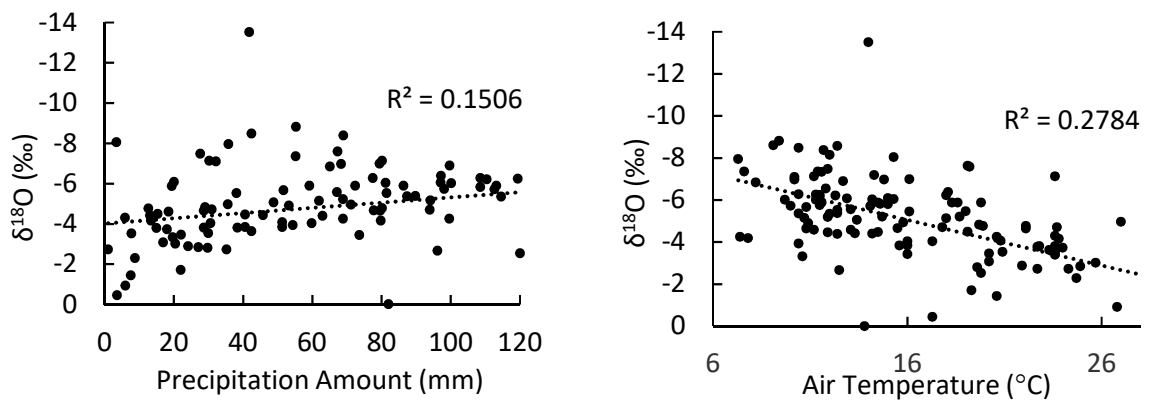 -14
-12
-10
-8
-6
-4
-2
0
δ18O (‰)
R² = 0.1506
0 20 40 60 80 100 120
Precipitation Amount (mm)
-14
-12
-10
-8
-6
-4
-2
0
δ18O (‰)
R² = 0.2784
6 16 26
Air Temperature (°C)